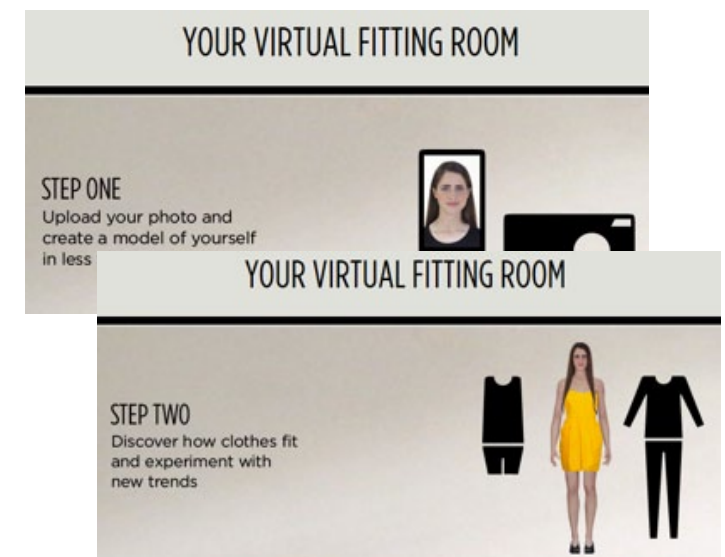 YOUR VIRTUAL FITTING ROOM
STEP ONE
Upload your photo and
create a model of yourself
in less
YOUR VIRTUAL FITTING ROOM
STEP TWO
Discover how clothes fit
and experiment with
new trends